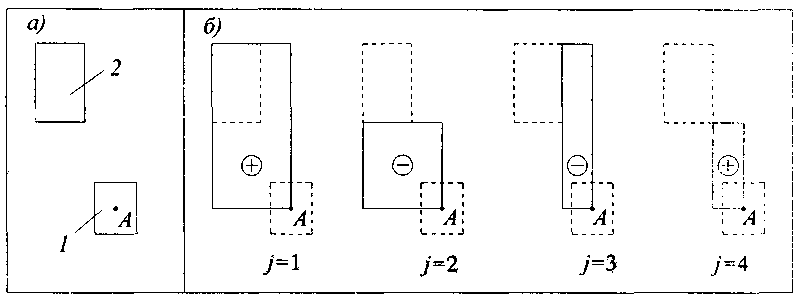 а) б)
2
+ − − +
A A A A A
1
j=1 j=2 j=3 j=4